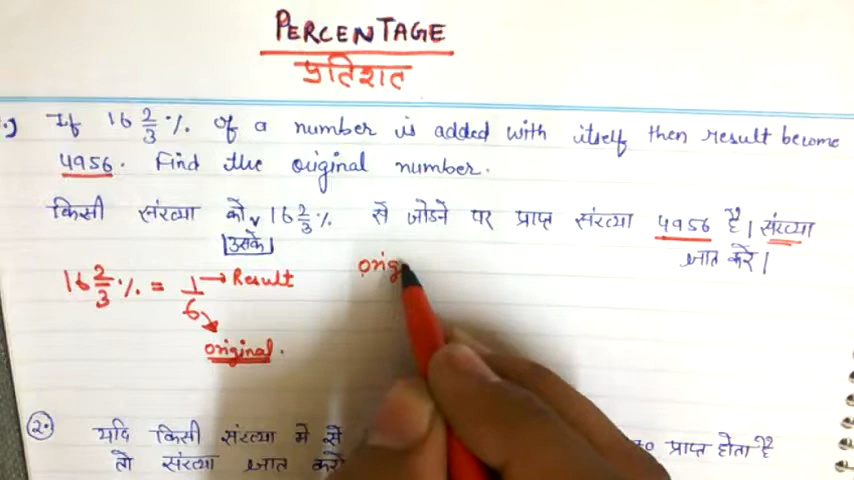 PERCENTAGE
प्रतिशत
If 16 2/3 % of a number is added with itself then result become
4956. Find the original number.
किसी संख्या को 16 2/3 % से जोडने पर प्राप्त संख्या 4956 है। संख्या
उसके
ज्ञात करें।
16 2/3 % = 1/6 → Result
original.
orig
2. यदि किसी संख्या में से
प्राप्त होता है
तो संख्या ज्ञात करो